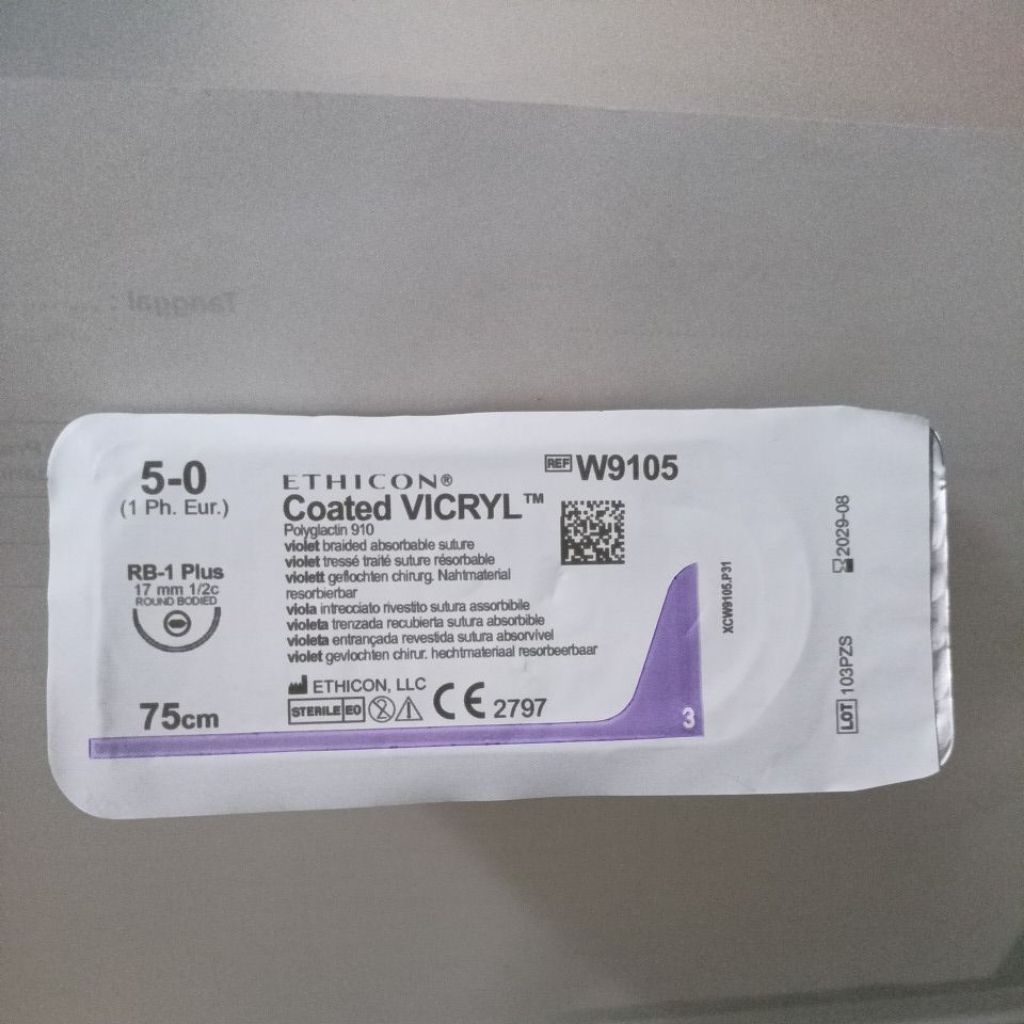 Tanggal :
5-0
(1 Ph. Eur.)
RB-1 Plus
17 mm 1/2c
ROUND BODIED
75cm
ETHICON®
Coated VICRYL™
Polyglactin 910
violet braided absorbable suture
violet tressé traité suture résorbable
violett geflochten chirurg. Nahtmaterial
resorbierbar
viola intrecciato rivestito sutura assorbibile
violeta trenzada recubierta sutura absorbible
violeta entrançada revestida sutura absorvível
violet gevlochten chirur. hechtmateriaal resorbeerbaar
ETHICON, LLC
STERILE EO 2 CE 2797
REF W9105
3
XCW9105.P31
2029-08
LOT 103PZS